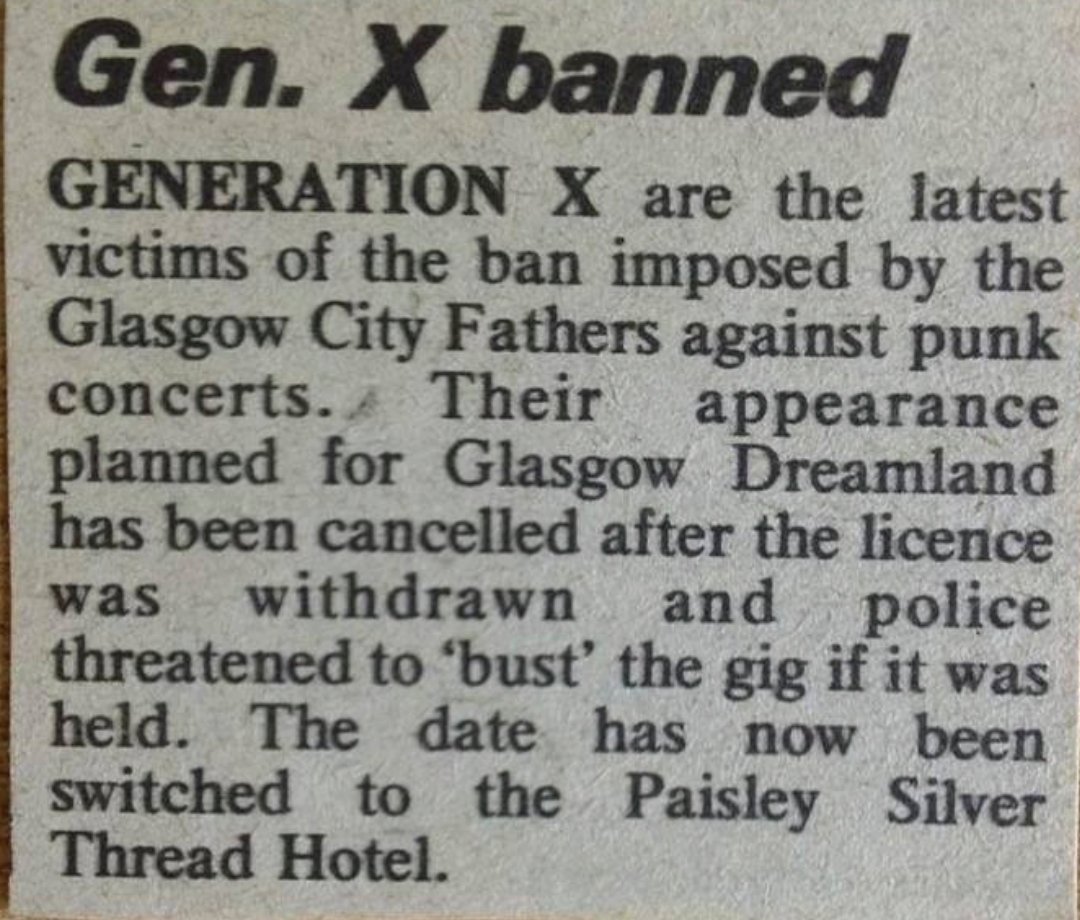 Gen. X banned
GENERATION X are the latest
victims of the ban imposed by the
Glasgow City Fathers against punk
concerts. Their appearance
planned for Glasgow Dreamland
has been cancelled after the licence
was withdrawn and police
threatened to ‘bust’ the gig if it was
held. The date has now been
switched to the Paisley Silver
Thread Hotel.